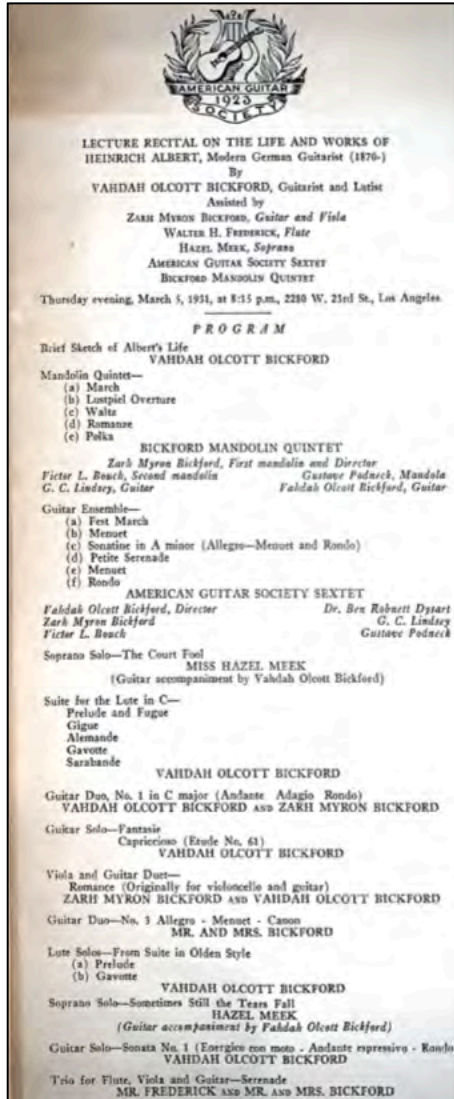 AMERICAN GUITAR
1923
SOCIETY
LECTURE RECITAL ON THE LIFE AND WORKS OF
HEINRICH ALBERT, Modern German Guitarist (1870-)
By
VAHDAH OLCOTT BICKFORD, Guitarist and Lutist
Assisted by
ZARH MYRON BICKFORD, Guitar and Viola
WALTER H. FREDERICK, Flute
HAZEL MEEK, Soprano
AMERICAN GUITAR SOCIETY SEXTET
BICKFORD MANDOLIN QUINTET
Thursday evening, March 5, 1931, at 8:15 p.m., 2280 W. 23rd St., Los Angeles
PROGRAM
Brief Sketch of Albert's Life
VAHDAH OLCOTT BICKFORD
Mandolin Quintet—
(a) March
(b) Lustpiel Overture
(c) Waltz
(d) Romanze
(e) Polka
BICKFORD MANDOLIN QUINTET
Zarh Myron Bickford, First mandolin and Director
Victor L. Bouch, Second mandolin Gustave Podneck, Mandola
G. C. Lindsey, Guitar Vahdah Olcott Bickford, Guitar
Guitar Ensemble—
(a) Fest March
(b) Menuet
(c) Sonatine in A minor (Allegro—Menuet and Rondo)
(d) Petite Serenade
(e) Menuet
(f) Rondo
AMERICAN GUITAR SOCIETY SEXTET
Vahdah Olcott Bickford, Director Dr. Ben Robnett Dysart
Zarh Myron Bickford G. C. Lindsey
Victor L. Bouch Gustave Podneck
Soprano Solo—The Court Fool
MISS HAZEL MEEK
(Guitar accompaniment by Vahdah Olcott Bickford)
Suite for the Lute in C—
Prelude and Fugue
Gigue
Alemande
Gavotte
Sarabande
VAHDAH OLCOTT BICKFORD
Guitar Duo, No. 1 in C major (Andante Adagio Rondo)
VAHDAH OLCOTT BICKFORD AND ZARH MYRON BICKFORD
Guitar Solo—Fantasie
Capriccioso (Etude No. 61)
VAHDAH OLCOTT BICKFORD
Viola and Guitar Duet—
Romance (Originally for violoncello and guitar)
ZARH MYRON BICKFORD AND VAHDAH OLCOTT BICKFORD
Guitar Duo—No. 3 Allegro - Menuet - Canon
MR. AND MRS. BICKFORD
Lute Solos—From Suite in Olden Style
(a) Prelude
(b) Gavotte
VAHDAH OLCOTT BICKFORD
Soprano Solo—Sometimes Still the Tears Fall
HAZEL MEEK
(Guitar accompaniment by Vahdah Olcott Bickford)
Guitar Solo—Sonata No. 1 (Energico con moto - Andante espressivo - Rondo
VAHDAH OLCOTT BICKFORD
Trio for Flute, Viola and Guitar—Serenade
MR. FREDERICK AND MR. AND MRS. BICKFORD